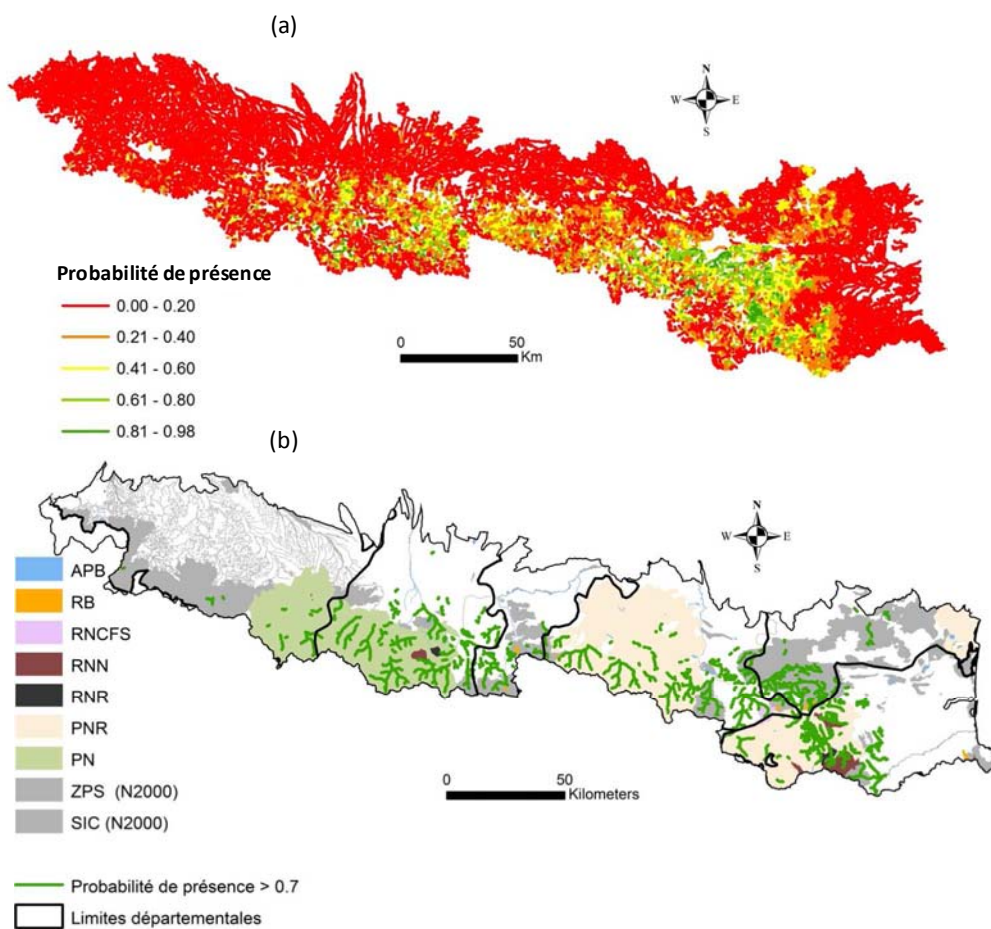 (a)
N
W E
S
Probabilité de présence
0.00 - 0.20
0.21 - 0.40
0.41 - 0.60
0.61 - 0.80
0.81 - 0.98
0 50
Km
(b)
N
W E
S
APB
RB
RNCFS
RNN
RNR
PNR
PN
ZPS (N2000)
SIC (N2000)
0 50
Kilometers
Probabilité de présence > 0.7
Limites départementales